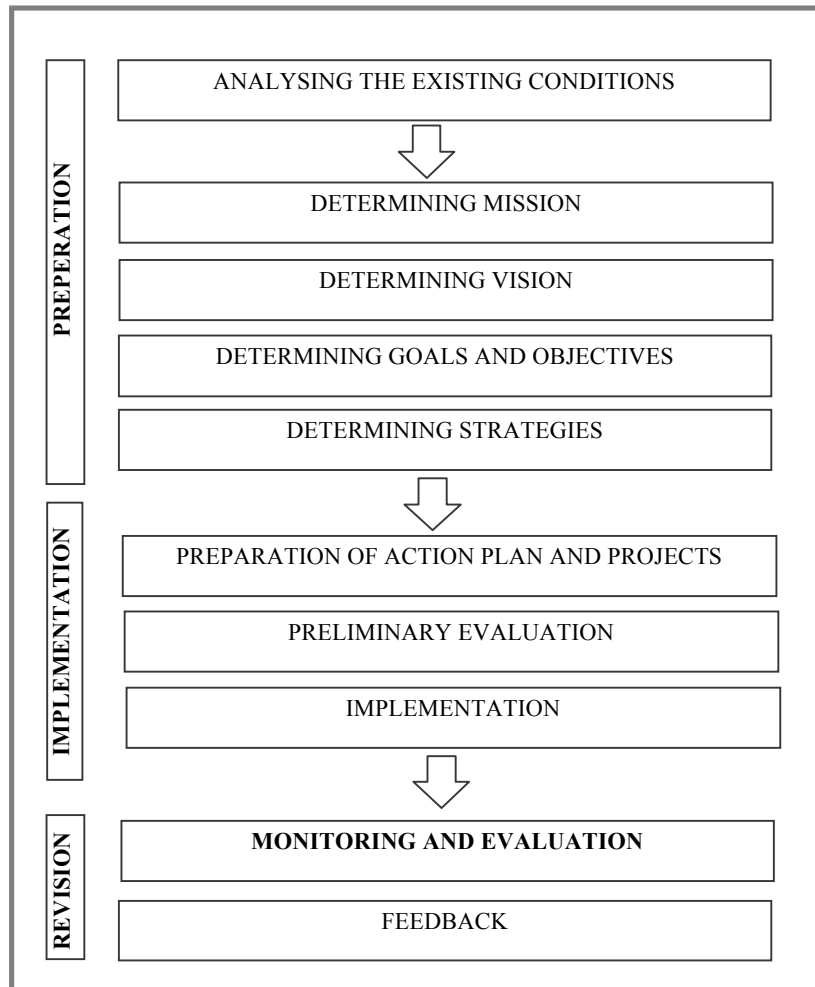 PREPERATION
ANALYSING THE EXISTING CONDITIONS
DETERMINING MISSION
DETERMINING VISION
DETERMINING GOALS AND OBJECTIVES
DETERMINING STRATEGIES
IMPLEMENTATION
PREPARATION OF ACTION PLAN AND PROJECTS
PRELIMINARY EVALUATION
IMPLEMENTATION
REVISION
MONITORING AND EVALUATION
FEEDBACK